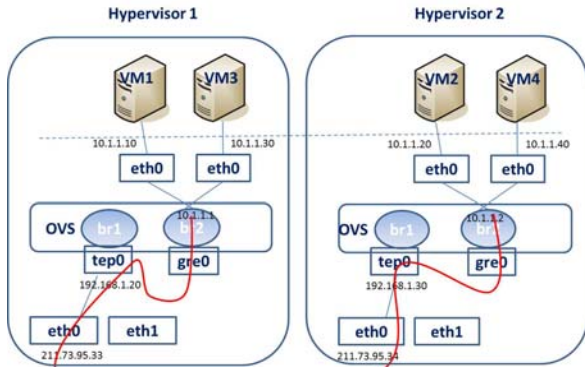 Hypervisor 1
Hypervisor 2
VM1
VM3
VM2
VM4
10.1.1.10
10.1.1.30
10.1.1.20
10.1.1.40
eth0
eth0
eth0
eth0
10.1.1.1
10.1.1.2
OVS
br1
br2
OVS
br1
tep0
gre0
tep0
gre0
192.168.1.20
192.168.1.30
eth0
eth1
eth0
eth1
211.73.95.33
211.73.95.34